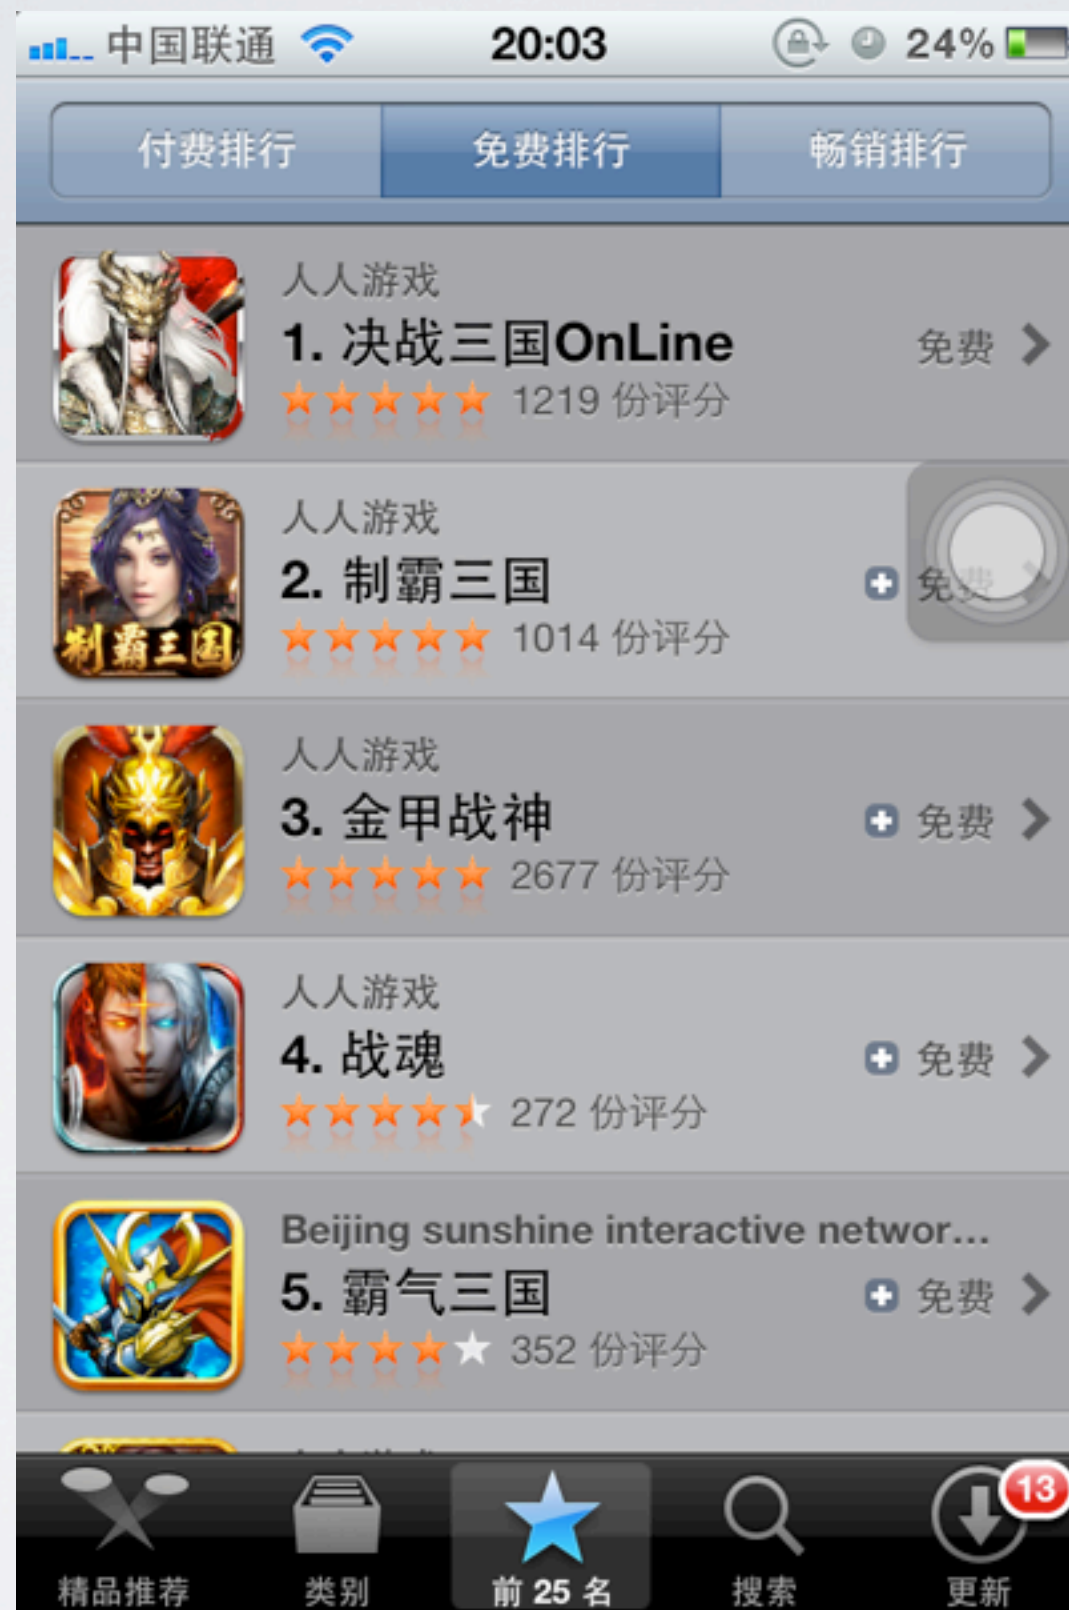 中国联通 20:03 24%
付费排行 免费排行 畅销排行
人人游戏
1. 决战三国OnLine 免费
1219 份评分
人人游戏
2. 制霸三国 免费
制霸三国
1014 份评分
人人游戏
3. 金甲战神 免费
2677 份评分
人人游戏
4. 战魂 免费
272 份评分
Beijing sunshine interactive networ...
5. 霸气三国 免费
352 份评分
13
精品推荐 类别 前 25 名 搜索 更新